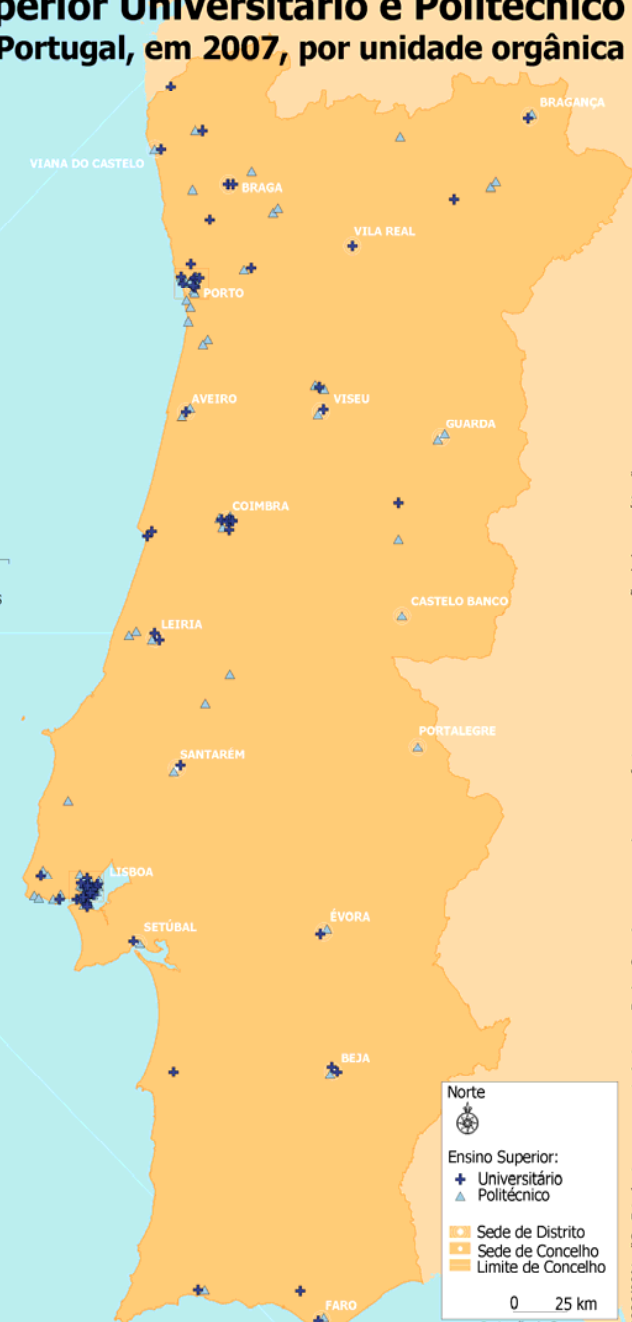 perior Universitário e Politécnico
Portugal, em 2007, por unidade orgânica
BRAGANÇA
VIANA DO CASTELO
BRAGA
VILA REAL
PORTO
AVEIRO
VISEU
GUARDA
COIMBRA
CASTELO BANCO
LEIRIA
PORTALEGRE
SANTARÉM
LISBOA
ÉVORA
SETÚBAL
BEJA
Norte
Ensino Superior:
Universitário
Politécnico
Sede de Distrito
Sede de Concelho
Limite de Concelho
0 25 km
FARO